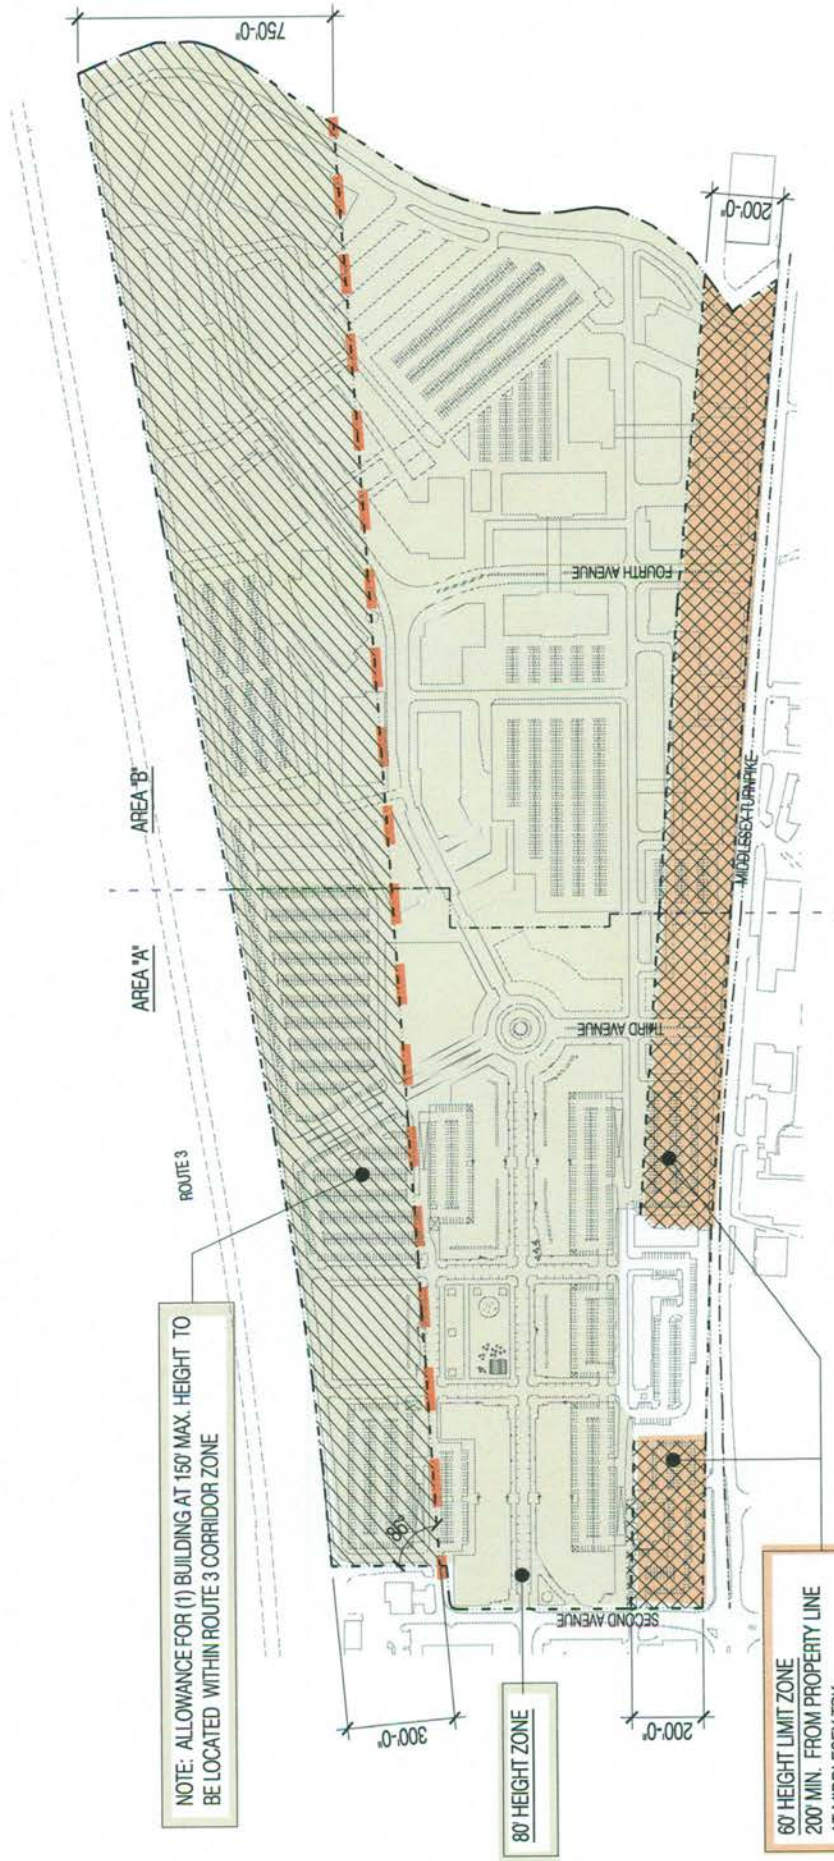 750'-0"
ROUTE 3
AREA "A"
AREA "B"
NOTE: ALLOWANCE FOR (1) BUILDING AT 150' MAX. HEIGHT TO
BE LOCATED WITHIN ROUTE 3 CORRIDOR ZONE
86°
300'-0"
80' HEIGHT ZONE
SECOND AVENUE
THIRD AVENUE
FOURTH AVENUE
MIDDLESEX TURNPIKE
200'-0"
200'-0"
60' HEIGHT LIMIT ZONE
200' MIN. FROM PROPERTY LINE